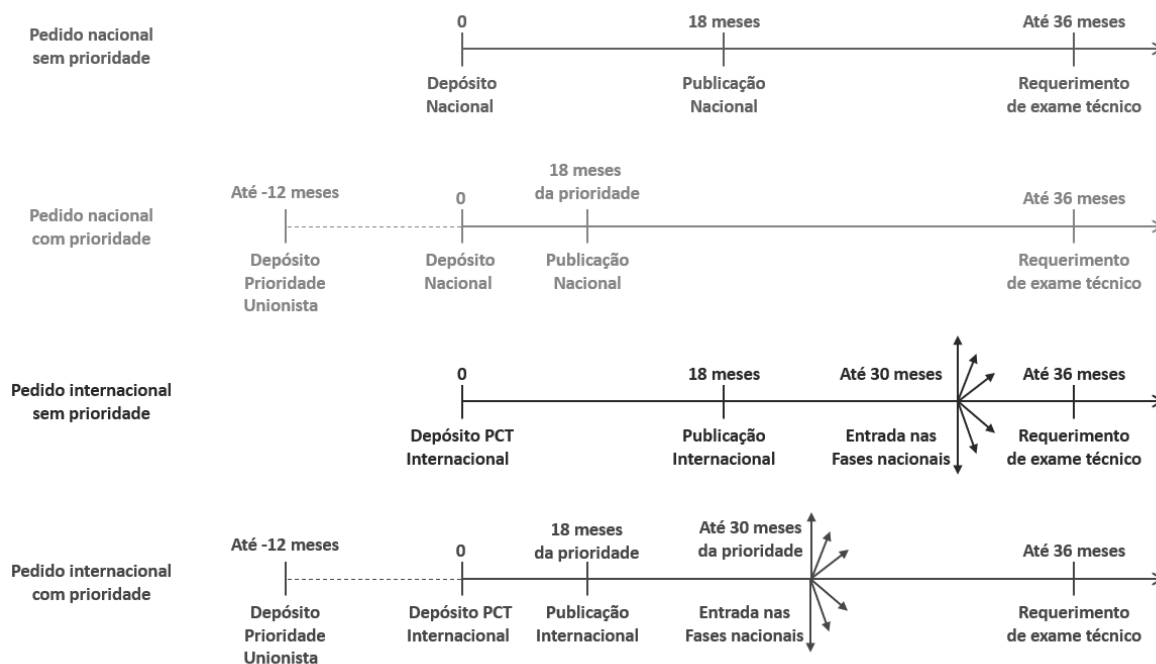 Pedido nacional
sem prioridade
0
18 meses
Até 36 meses
Depósito
Nacional
Publicação
Nacional
Requerimento
de exame técnico
Pedido nacional
com prioridade
Até -12 meses
0
18 meses
da prioridade
Até 36 meses
Depósito
Prioridade
Unionista
Depósito
Nacional
Publicação
Nacional
Requerimento
de exame técnico
Pedido internacional
sem prioridade
0
18 meses
Até 30 meses
Até 36 meses
Depósito PCT
Internacional
Publicação
Internacional
Entrada nas
Fases nacionais
Requerimento
de exame técnico
Pedido internacional
com prioridade
Até -12 meses
0
18 meses
da prioridade
Até 30 meses
da prioridade
Até 36 meses
Depósito
Prioridade
Unionista
Depósito PCT
Internacional
Publicação
Internacional
Entrada nas
Fases nacionais
Requerimento
de exame técnico